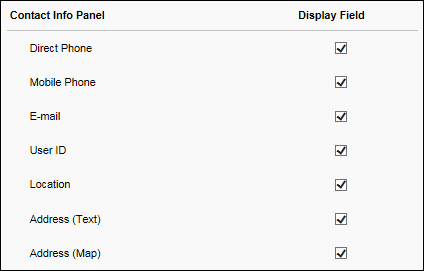 Contact Info Panel Display Field
Direct Phone
Mobile Phone
E-mail
User ID
Location
Address (Text)
Address (Map)